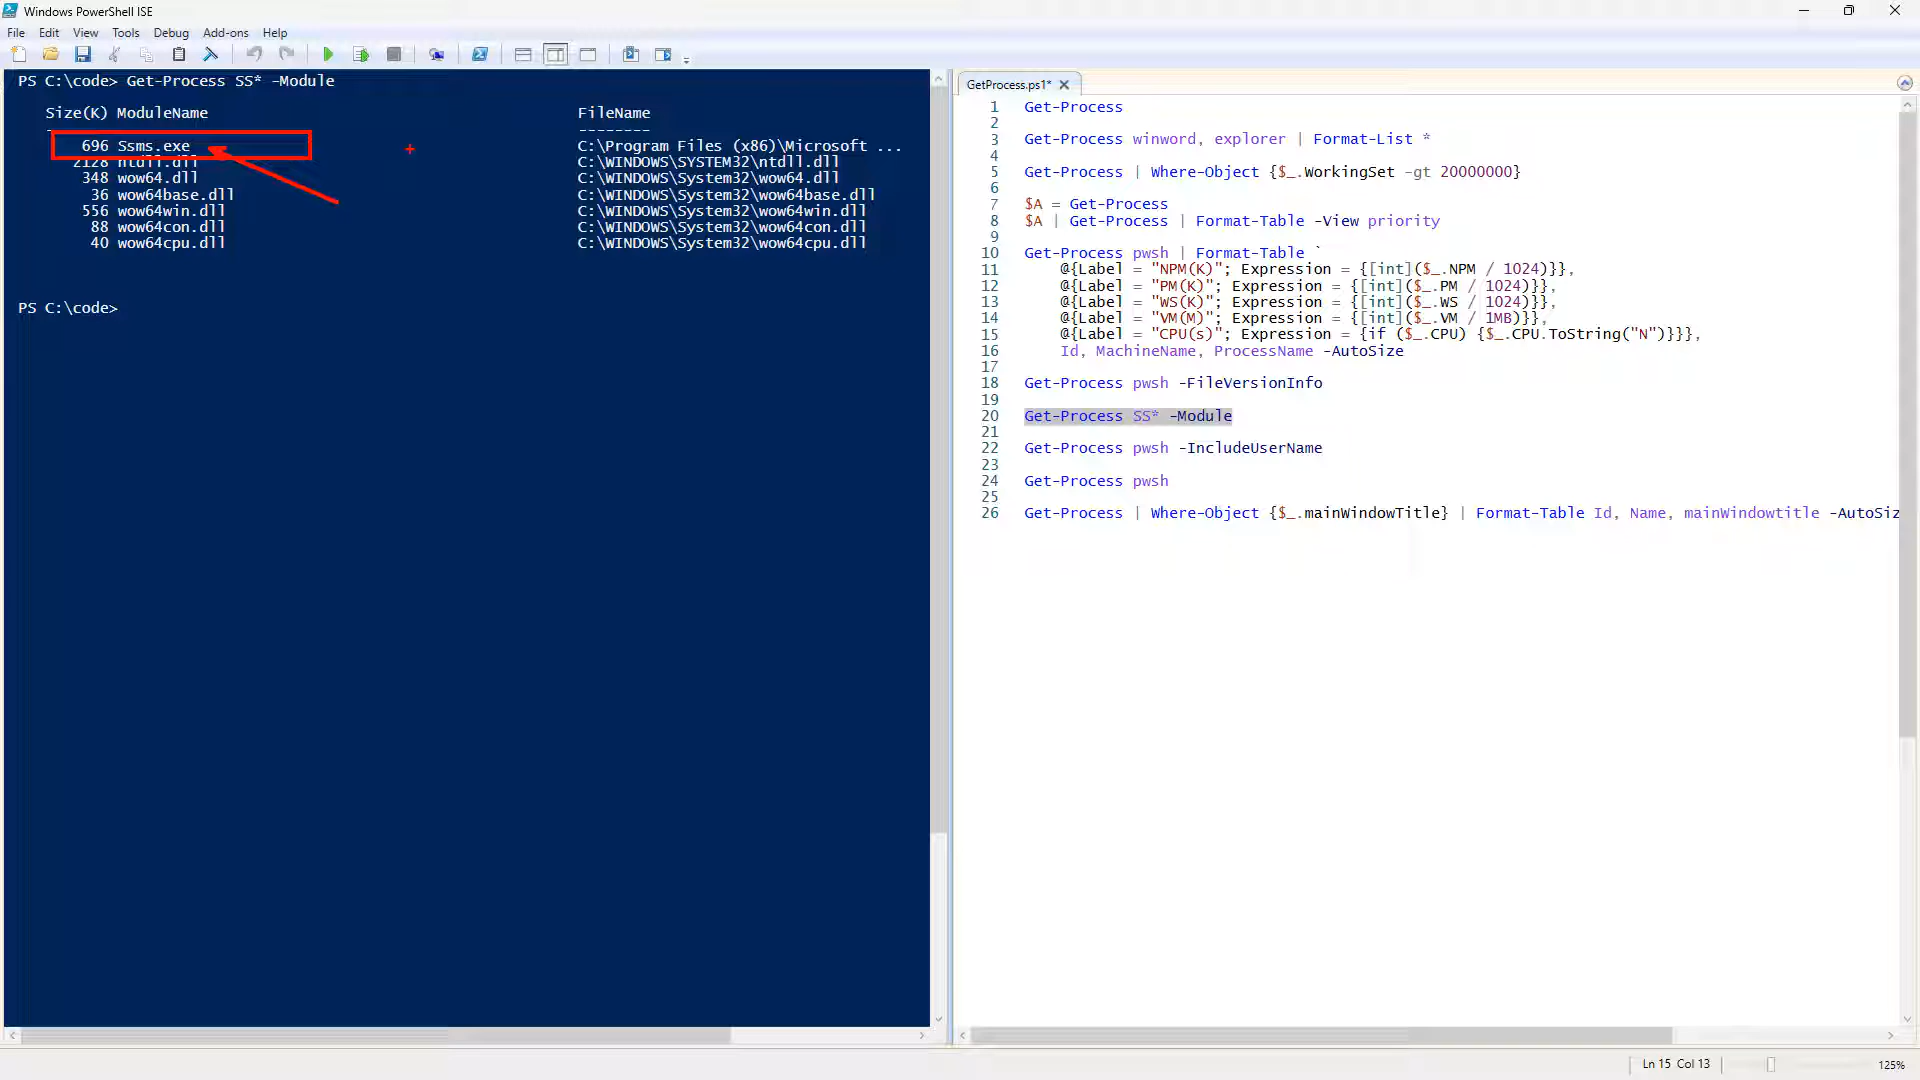 Windows PowerShell ISE
File Edit View Tools Debug Add-ons Help
PS C:\code> Get-Process SS* -Module
Size(K) ModuleName FileName
--------
696 Ssms.exe C:\Program Files (x86)\Microsoft ...
2128 ntdll.dll C:\WINDOWS\SYSTEM32\ntdll.dll
348 wow64.dll C:\WINDOWS\System32\wow64.dll
36 wow64base.dll C:\WINDOWS\System32\wow64base.dll
556 wow64win.dll C:\WINDOWS\System32\wow64win.dll
88 wow64con.dll C:\WINDOWS\System32\wow64con.dll
40 wow64cpu.dll C:\WINDOWS\System32\wow64cpu.dll
PS C:\code>
GetProcess.ps1*
1 Get-Process
2
3 Get-Process winword, explorer | Format-List *
4
5 Get-Process | Where-Object {$_.WorkingSet -gt 20000000}
6
7 $A = Get-Process
8 $A | Get-Process | Format-Table -View priority
9
10 Get-Process pwsh | Format-Table `
11 @{Label = "NPM(K)"; Expression = {[int]($_.NPM / 1024)}},
12 @{Label = "PM(K)"; Expression = {[int]($_.PM / 1024)}},
13 @{Label = "WS(K)"; Expression = {[int]($_.WS / 1024)}},
14 @{Label = "VM(M)"; Expression = {[int]($_.VM / 1MB)}},
15 @{Label = "CPU(s)"; Expression = {if ($_.CPU) {$_.CPU.ToString("N")}}},
16 Id, MachineName, ProcessName -AutoSize
17
18 Get-Process pwsh -FileVersionInfo
19
20 Get-Process SS* -Module
21
22 Get-Process pwsh -IncludeUserName
23
24 Get-Process pwsh
25
26 Get-Process | Where-Object {$_.mainWindowTitle} | Format-Table Id, Name, mainWindowtitle -AutoSiz
Ln 15 Col 13 125%